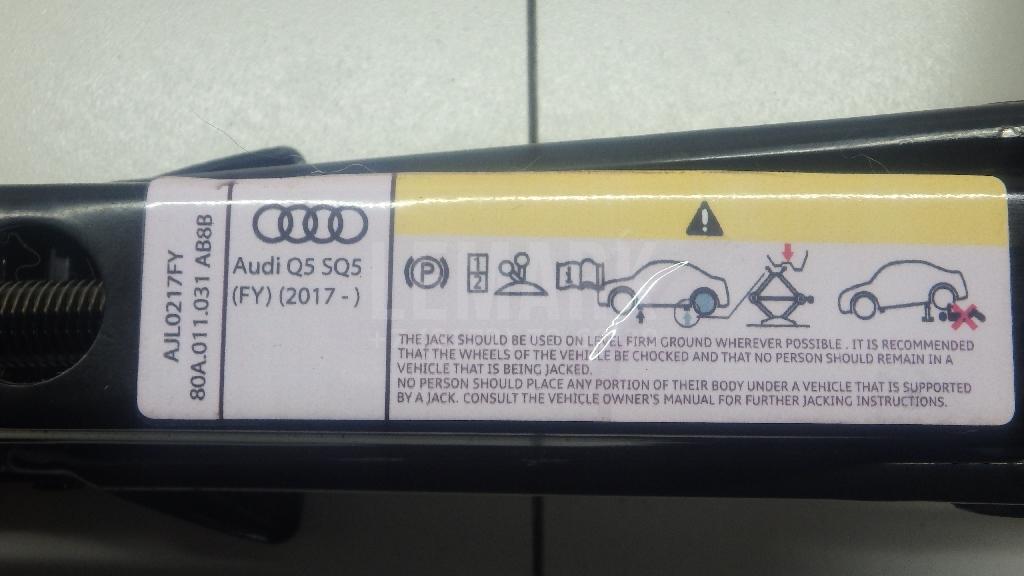 AJL0217FY
80A.011.031 AB8B
Audi Q5 SQ5
(FY) (2017 - )
P
1
2
i
LEMARK
THE JACK SHOULD BE USED ON LEVEL FIRM GROUND WHEREVER POSSIBLE . IT IS RECOMMENDED
THAT THE WHEELS OF THE VEHICLE BE CHOCKED AND THAT NO PERSON SHOULD REMAIN IN A
VEHICLE THAT IS BEING JACKED.
NO PERSON SHOULD PLACE ANY PORTION OF THEIR BODY UNDER A VEHICLE THAT IS SUPPORTED
BY A JACK. CONSULT THE VEHICLE OWNER'S MANUAL FOR FURTHER JACKING INSTRUCTIONS.